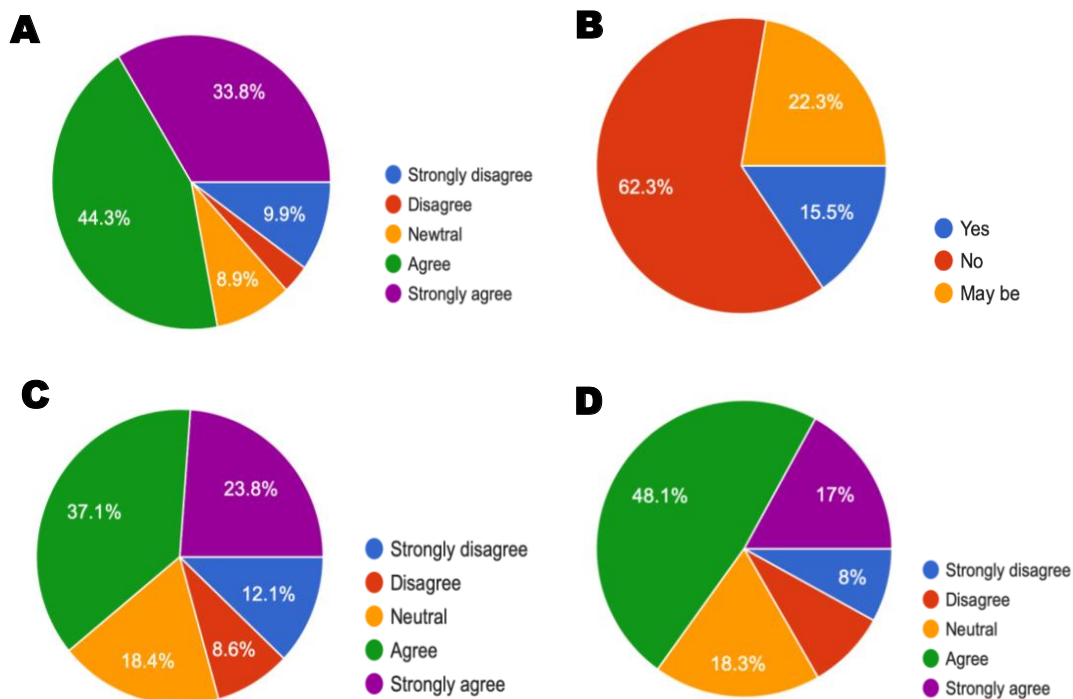 A
33.8%
44.3%
9.9%
8.9%
Strongly disagree
Disagree
Newtral
Agree
Strongly agree
B
22.3%
62.3%
15.5%
Yes
No
May be
C
23.8%
37.1%
12.1%
8.6%
18.4%
Strongly disagree
Disagree
Neutral
Agree
Strongly agree
D
48.1%
17%
8%
18.3%
Strongly disagree
Disagree
Neutral
Agree
Strongly agree